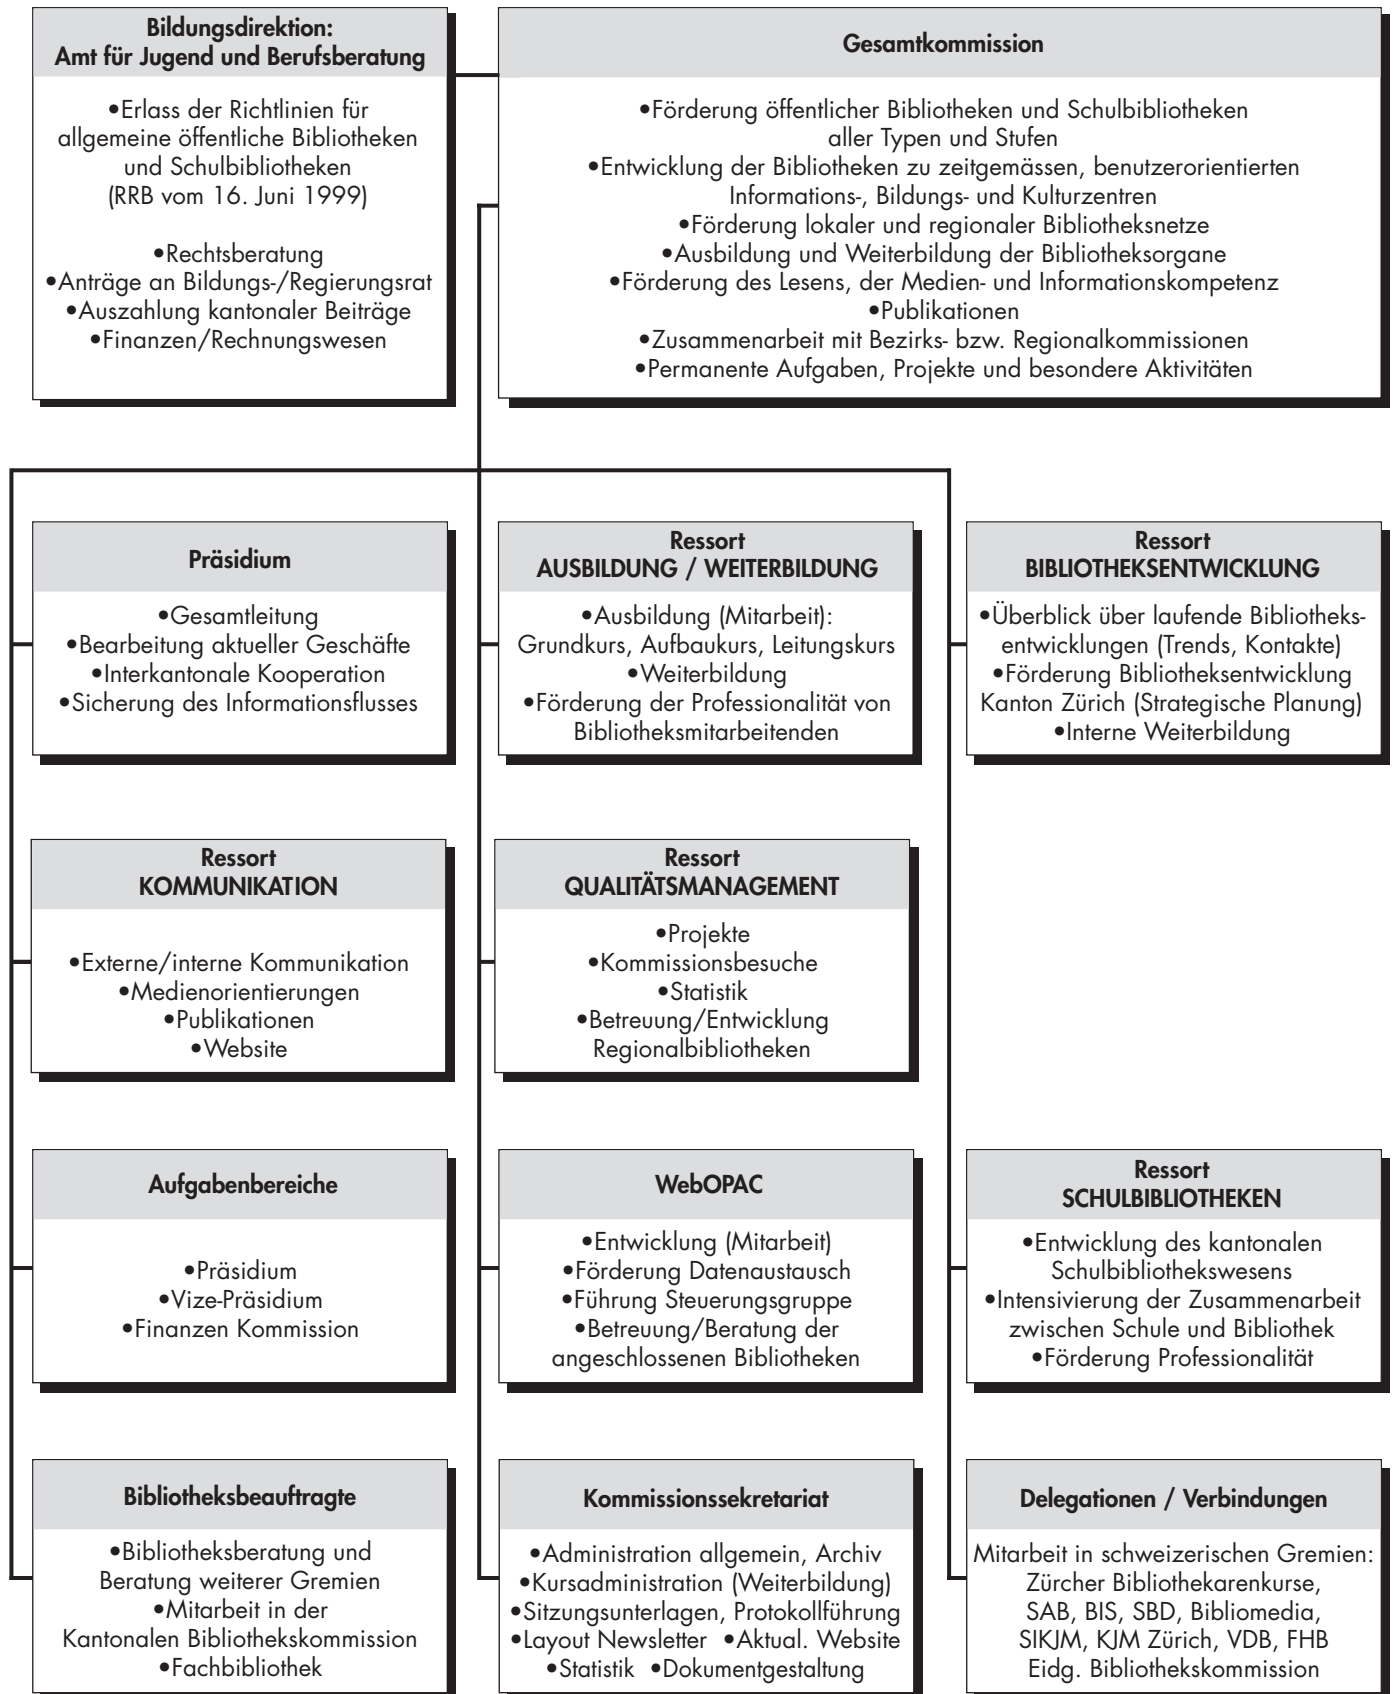 Bildungsdirektion:
Amt für Jugend und Berufsberatung
•Erlass der Richtlinien für
allgemeine öffentliche Bibliotheken
und Schulbibliotheken
(RRB vom 16. Juni 1999)
•Rechtsberatung
•Anträge an Bildungs-/Regierungsrat
•Auszahlung kantonaler Beiträge
•Finanzen/Rechnungswesen
Gesamtkommission
•Förderung öffentlicher Bibliotheken und Schulbibliotheken
aller Typen und Stufen
•Entwicklung der Bibliotheken zu zeitgemässen, benutzerorientierten
Informations-, Bildungs- und Kulturzentren
•Förderung lokaler und regionaler Bibliotheksnetze
•Ausbildung und Weiterbildung der Bibliotheksorgane
•Förderung des Lesens, der Medien- und Informationskompetenz
•Publikationen
•Zusammenarbeit mit Bezirks- bzw. Regionalkommissionen
•Permanente Aufgaben, Projekte und besondere Aktivitäten
Präsidium
•Gesamtleitung
•Bearbeitung aktueller Geschäfte
•Interkantonale Kooperation
•Sicherung des Informationsflusses
Ressort
AUSBILDUNG / WEITERBILDUNG
•Ausbildung (Mitarbeit):
Grundkurs, Aufbaukurs, Leitungskurs
•Weiterbildung
•Förderung der Professionalität von
Bibliotheksmitarbeitenden
Ressort
BIBLIOTHEKSENTWICKLUNG
•Überblick über laufende Bibliotheks-
entwicklungen (Trends, Kontakte)
•Förderung Bibliotheksentwicklung
Kanton Zürich (Strategische Planung)
•Interne Weiterbildung
Ressort
KOMMUNIKATION
•Externe/interne Kommunikation
•Medienorientierungen
•Publikationen
•Website
Ressort
QUALITÄTSMANAGEMENT
•Projekte
•Kommissionsbesuche
•Statistik
•Betreuung/Entwicklung
Regionalbibliotheken
Aufgabenbereiche
•Präsidium
•Vize-Präsidium
•Finanzen Kommission
WebOPAC
•Entwicklung (Mitarbeit)
•Förderung Datenaustausch
•Führung Steuerungsgruppe
•Betreuung/Beratung der
angeschlossenen Bibliotheken
Ressort
SCHULBIBLIOTHEKEN
•Entwicklung des kantonalen
Schulbibliothekswesens
•Intensivierung der Zusammenarbeit
zwischen Schule und Bibliothek
•Förderung Professionalität
Bibliotheksbeauftragte
•Bibliotheksberatung und
Beratung weiterer Gremien
•Mitarbeit in der
Kantonalen Bibliothekskommission
•Fachbibliothek
Kommissionssekretariat
•Administration allgemein, Archiv
•Kursadministration (Weiterbildung)
•Sitzungsunterlagen, Protokollführung
•Layout Newsletter •Aktual. Website
•Statistik •Dokumentgestaltung
Delegationen / Verbindungen
Mitarbeit in schweizerischen Gremien:
Zürcher Bibliothekarenkurse,
SAB, BIS, SBD, Bibliomedia,
SIKJM, KJM Zürich, VDB, FHB
Eidg. Bibliothekskommission